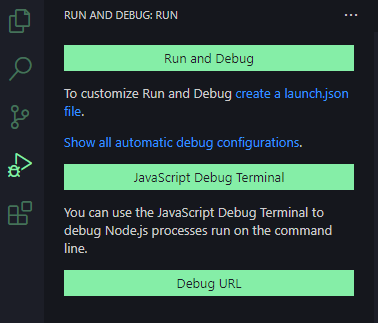 RUN AND DEBUG: RUN
Run and Debug
To customize Run and Debug create a launch.json
file.
Show all automatic debug configurations.
JavaScript Debug Terminal
You can use the JavaScript Debug Terminal to
debug Node.js processes run on the command
line.
Debug URL